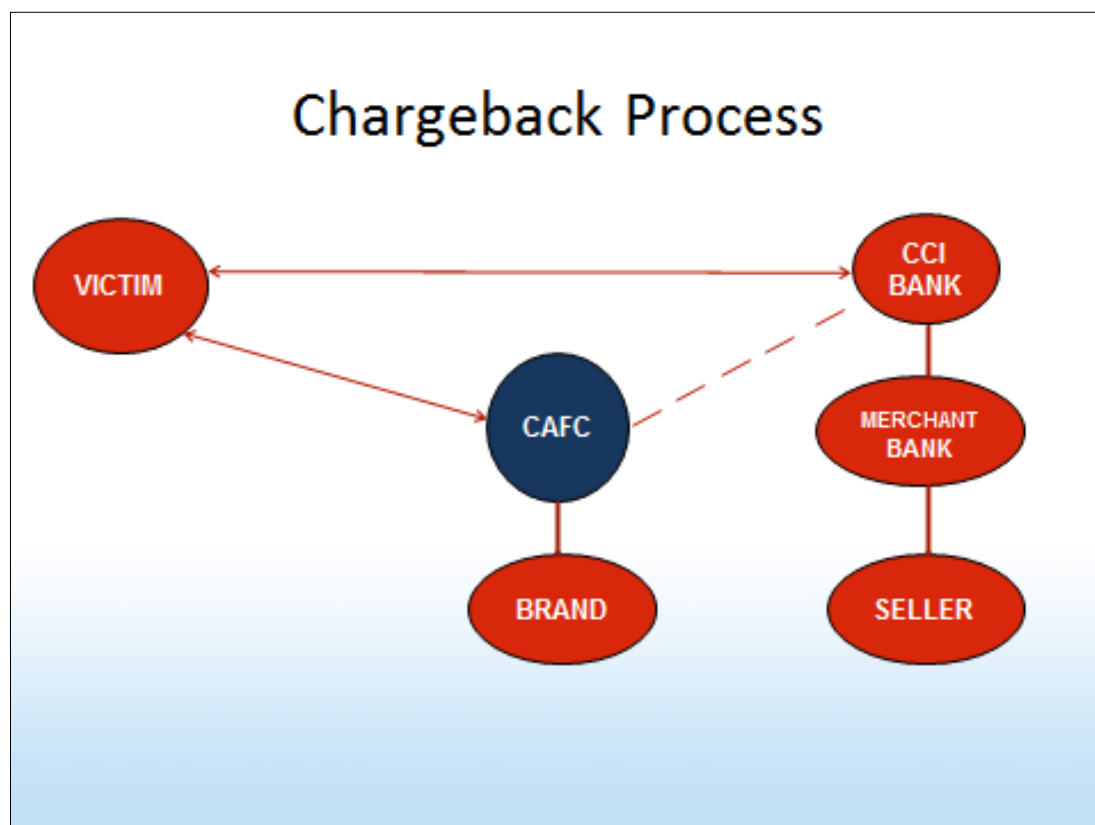 Chargeback Process
VICTIM
CCI
BANK
CAFC
MERCHANT
BANK
BRAND
SELLER